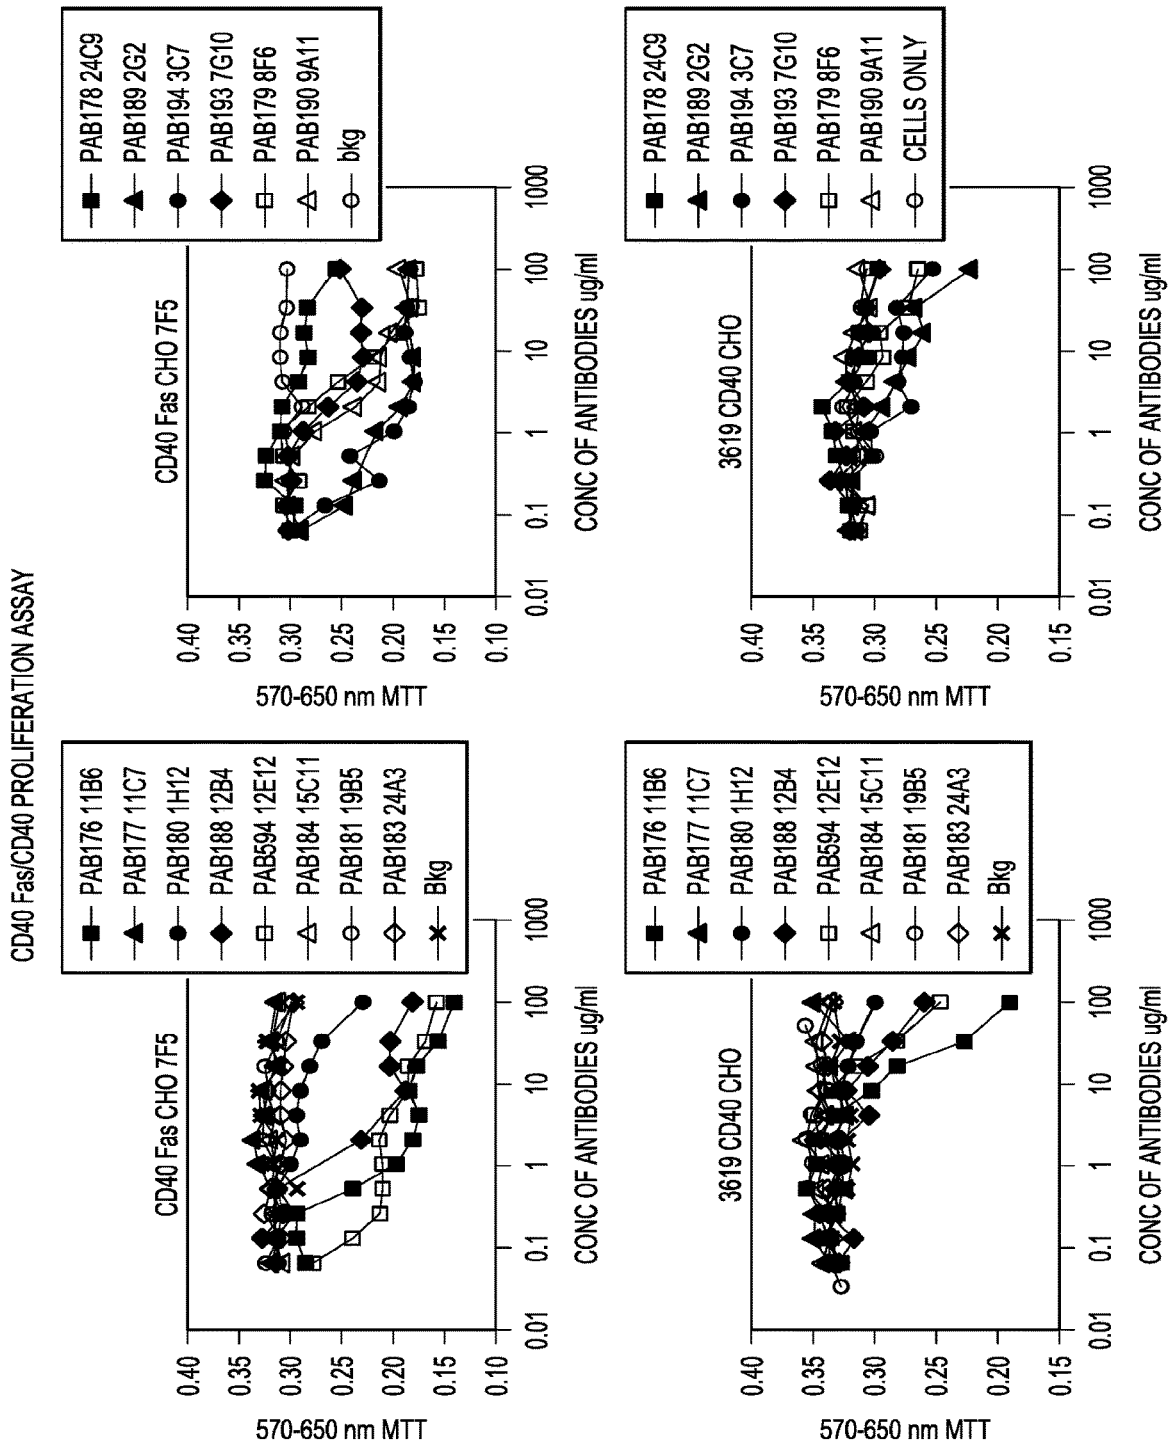 CD40 Fas/CD40 PROLIFERATION ASSAY
CD40 Fas CHO 7F5
570-650 nm MTT
0.40
0.35
0.30
0.25
0.20
0.15
0.10
0.01
0.1
1
10
100
1000
CONC OF ANTIBODIES ug/ml
PAB176 11B6
PAB177 11C7
PAB180 1H12
PAB188 12B4
PAB594 12E12
PAB184 15C11
PAB181 19B5
PAB183 24A3
Bkg
CD40 Fas CHO 7F5
570-650 nm MTT
0.40
0.35
0.30
0.25
0.20
0.15
0.10
0.01
0.1
1
10
100
1000
CONC OF ANTIBODIES ug/ml
PAB178 24C9
PAB189 2G2
PAB194 3C7
PAB193 7G10
PAB179 8F6
PAB190 9A11
bkg
3619 CD40 CHO
570-650 nm MTT
0.40
0.35
0.30
0.25
0.20
0.15
0.01
0.1
1
10
100
1000
CONC OF ANTIBODIES ug/ml
PAB176 11B6
PAB177 11C7
PAB180 1H12
PAB188 12B4
PAB594 12E12
PAB184 15C11
PAB181 19B5
PAB183 24A3
Bkg
3619 CD40 CHO
570-650 nm MTT
0.40
0.35
0.30
0.25
0.20
0.15
0.01
0.1
1
10
100
1000
CONC OF ANTIBODIES ug/ml
PAB178 24C9
PAB189 2G2
PAB194 3C7
PAB193 7G10
PAB179 8F6
PAB190 9A11
CELLS ONLY